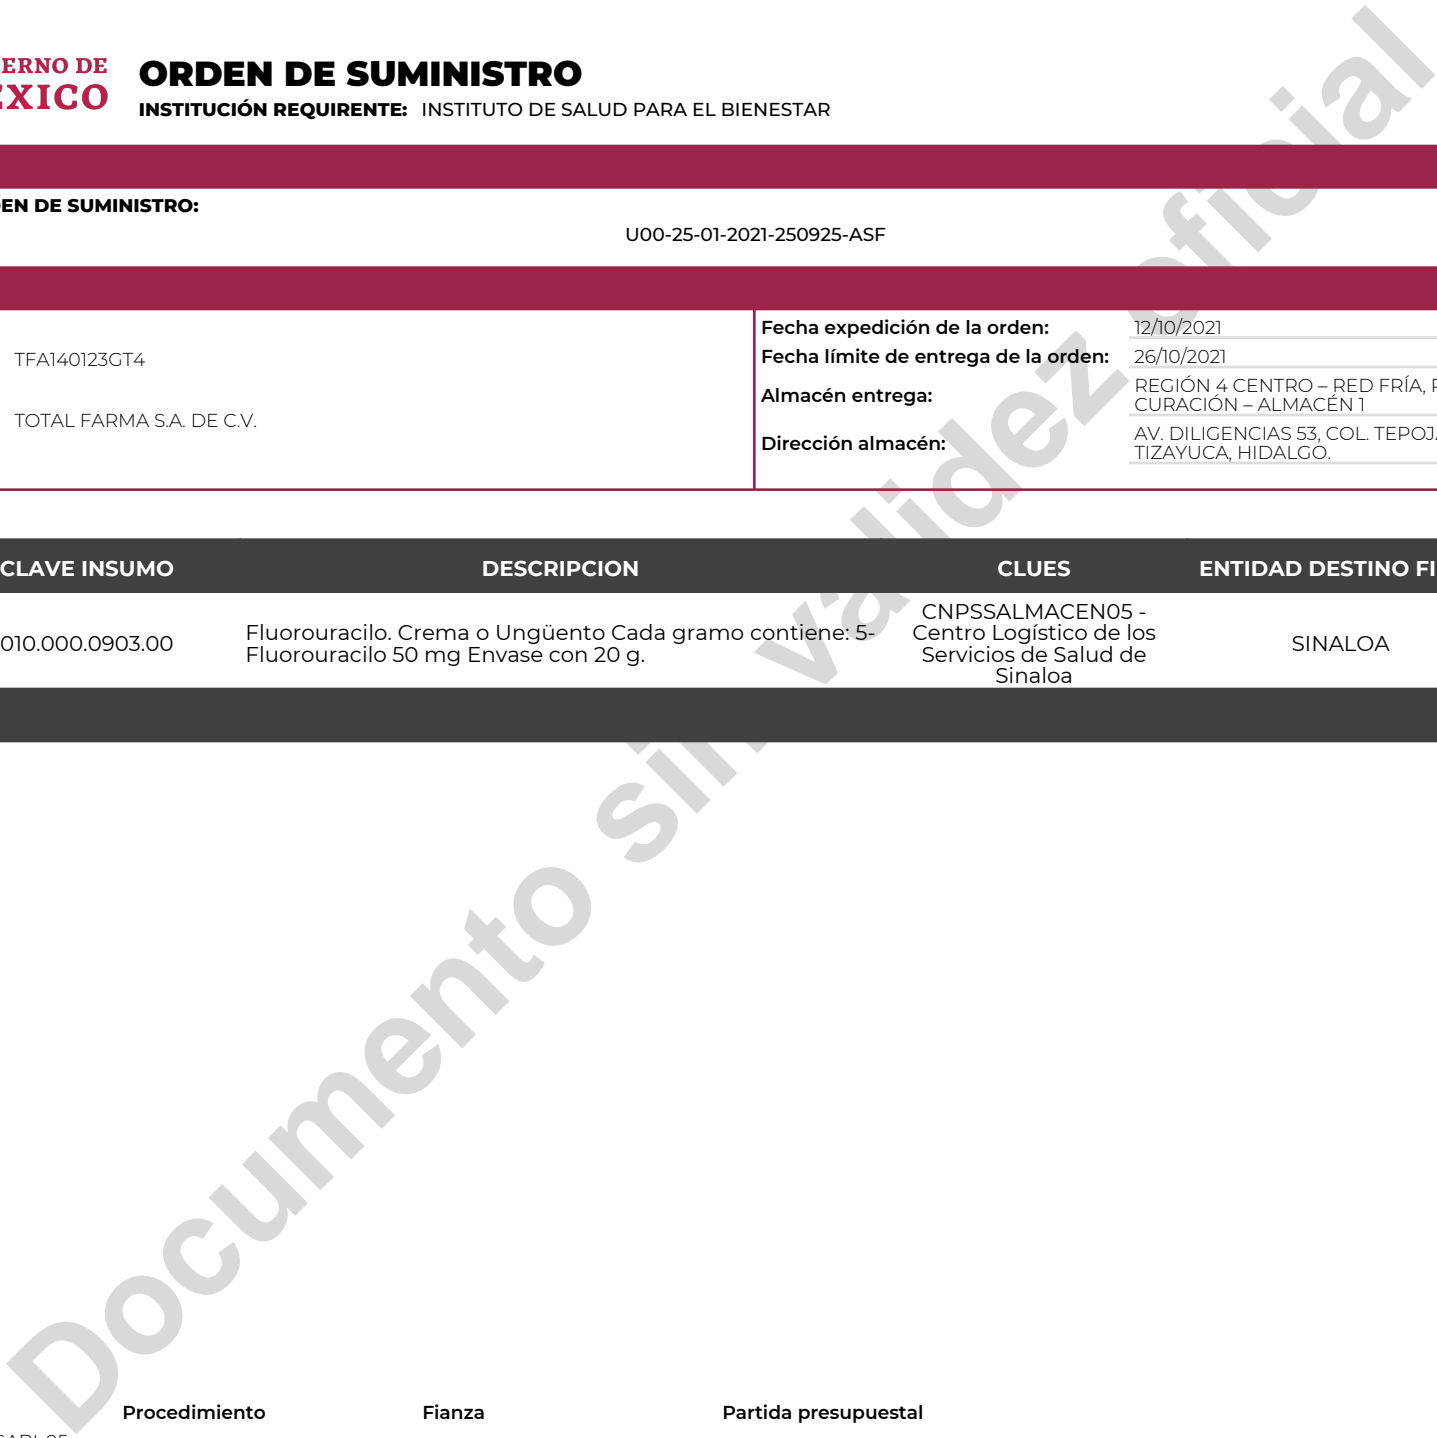 ERNO DE
ÉXICO
ORDEN DE SUMINISTRO
INSTITUCIÓN REQUIRENTE: INSTITUTO DE SALUD PARA EL BIENESTAR
EN DE SUMINISTRO:
U00-25-01-2021-250925-ASF
TFA140123GT4
TOTAL FARMA S.A. DE C.V.
Fecha expedición de la orden: 12/10/2021
Fecha límite de entrega de la orden: 26/10/2021
Almacén entrega: REGIÓN 4 CENTRO – RED FRÍA,
CURACIÓN – ALMACÉN 1
Dirección almacén: AV. DILIGENCIAS 53, COL. TEPOJ
TIZAYUCA, HIDALGO.
CLAVE INSUMO DESCRIPCION CLUES ENTIDAD DESTINO FI
010.000.0903.00
Fluorouracilo. Crema o Ungüento Cada gramo contiene: 5-
Fluorouracilo 50 mg Envase con 20 g.
CNPSSALMACEN05 -
Centro Logístico de los
Servicios de Salud de
Sinaloa
SINALOA
Documento sin validez oficial
Procedimiento Fianza Partida presupuestal